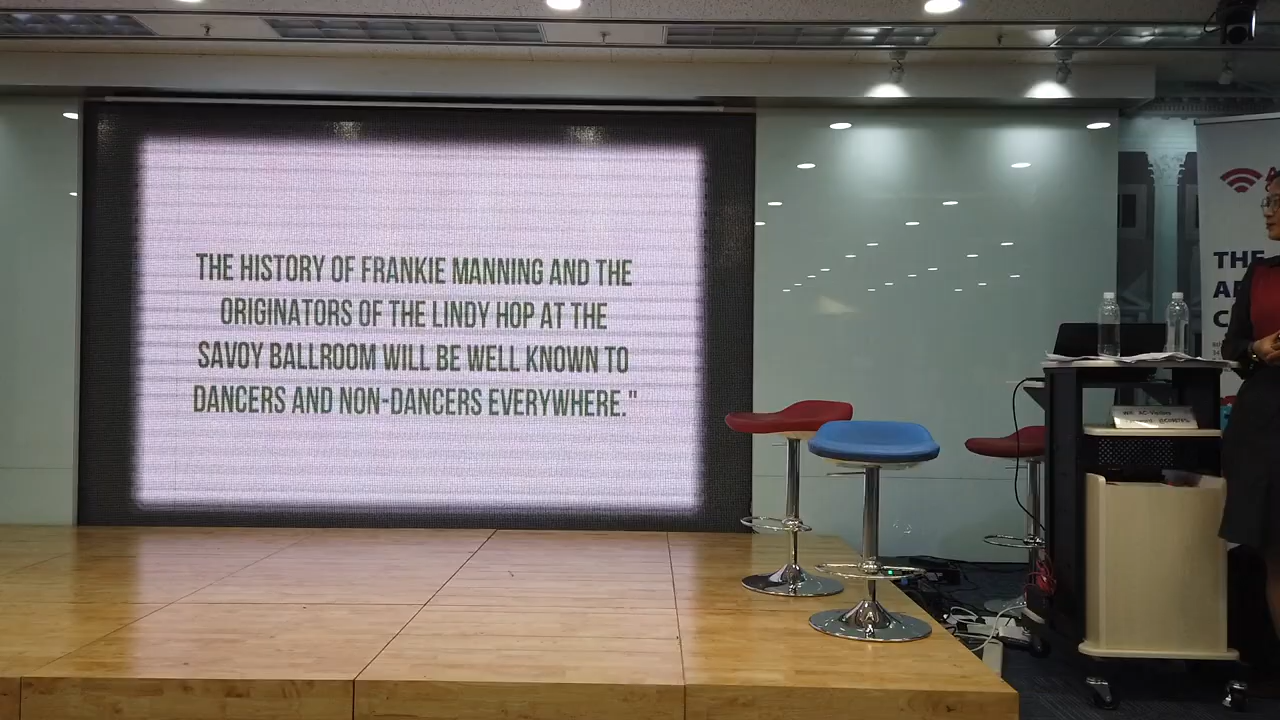 THE HISTORY OF FRANKIE MANNING AND THE
ORIGINATORS OF THE LINDY HOP AT THE
SAVOY BALLROOM WILL BE WELL KNOWN TO
DANCERS AND NON-DANCERS EVERYWHERE."
THE